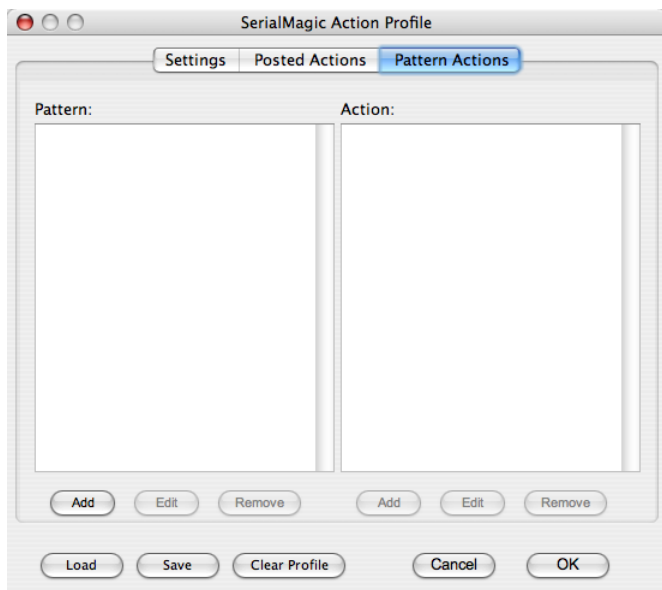 SerialMagic Action Profile
Settings Posted Actions Pattern Actions
Pattern: Action:
Add Edit Remove Add Edit Remove
Load Save Clear Profile Cancel OK